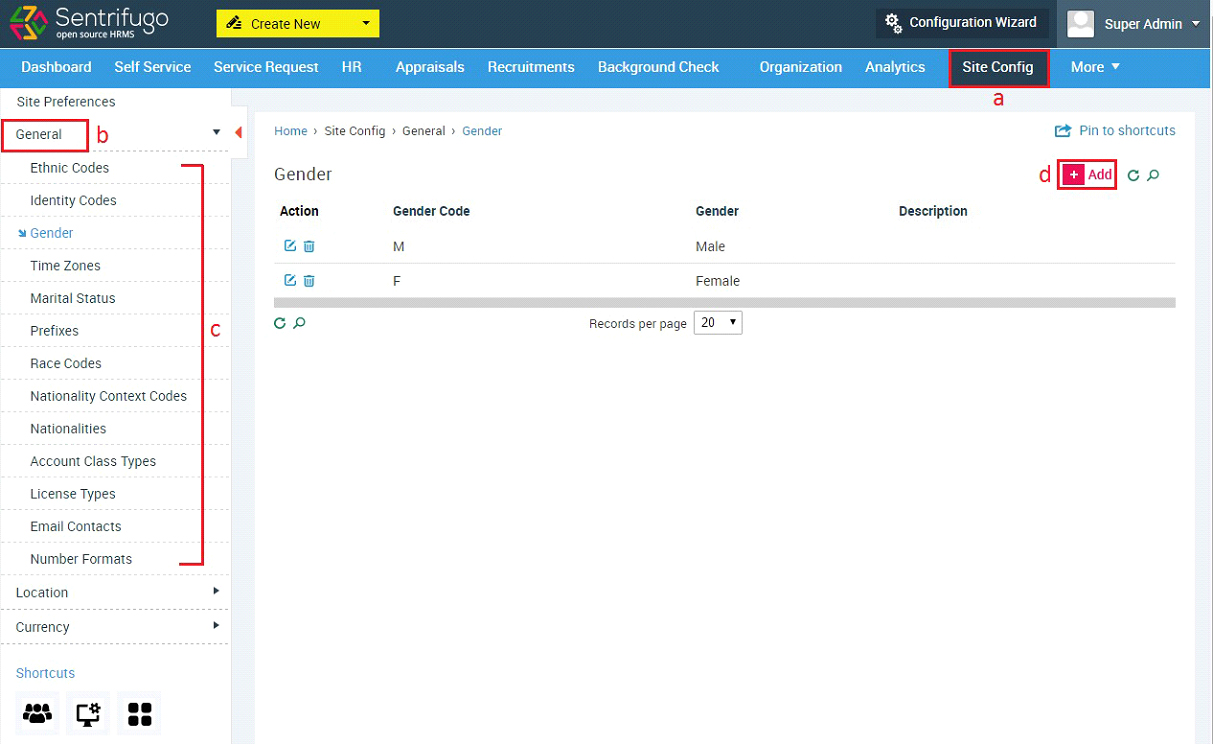 Sentrifugo
open source HRMS
Create New
Configuration Wizard
Super Admin
Dashboard Self Service Service Request HR Appraisals Recruitments Background Check Organization Analytics Site Config More
a
Site Preferences
General b
Ethnic Codes
Identity Codes
Gender
Time Zones
Marital Status
Prefixes
Race Codes
Nationality Context Codes
Nationalities
Account Class Types
License Types
Email Contacts
Number Formats
c
Location
Currency
Shortcuts
Home › Site Config › General › Gender
Pin to shortcuts
Gender
d + Add
Action Gender Code Gender Description
M Male
F Female
Records per page 20